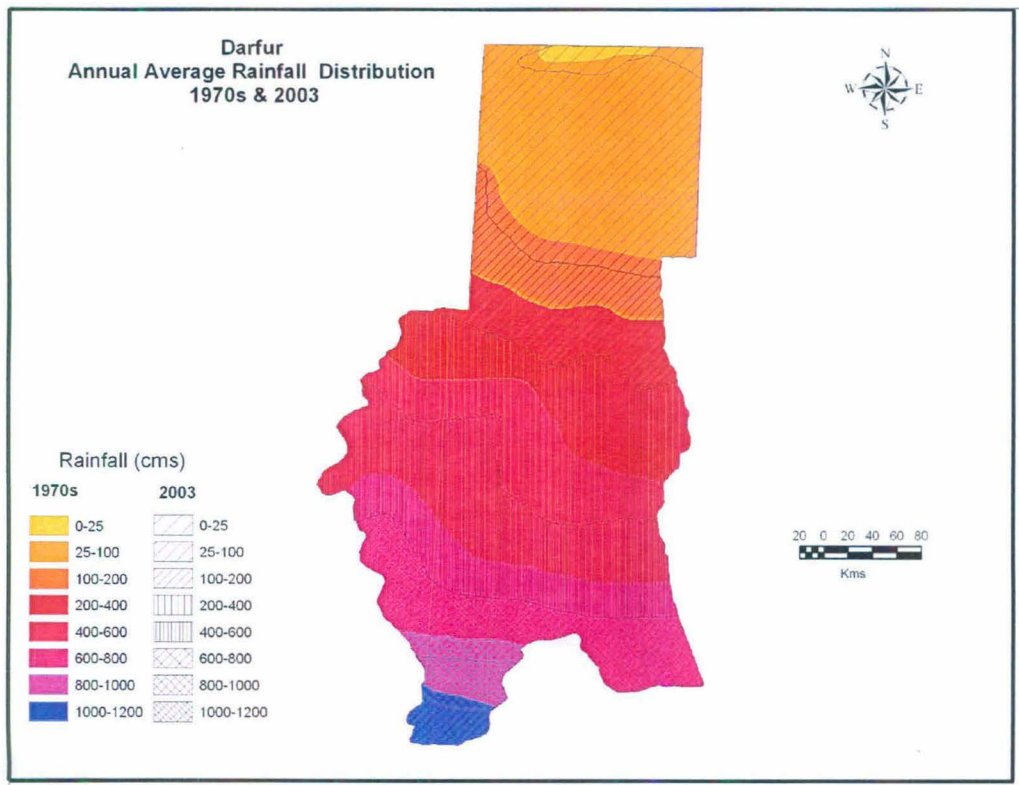 Darfur
Annual Average Rainfall Distribution
1970s & 2003
N
W E
S
Rainfall (cms)
1970s 2003
0-25 0-25
25-100 25-100
100-200 100-200
200-400 200-400
400-600 400-600
600-800 600-800
800-1000 800-1000
1000-1200 1000-1200
20 0 20 40 60 80
Kms